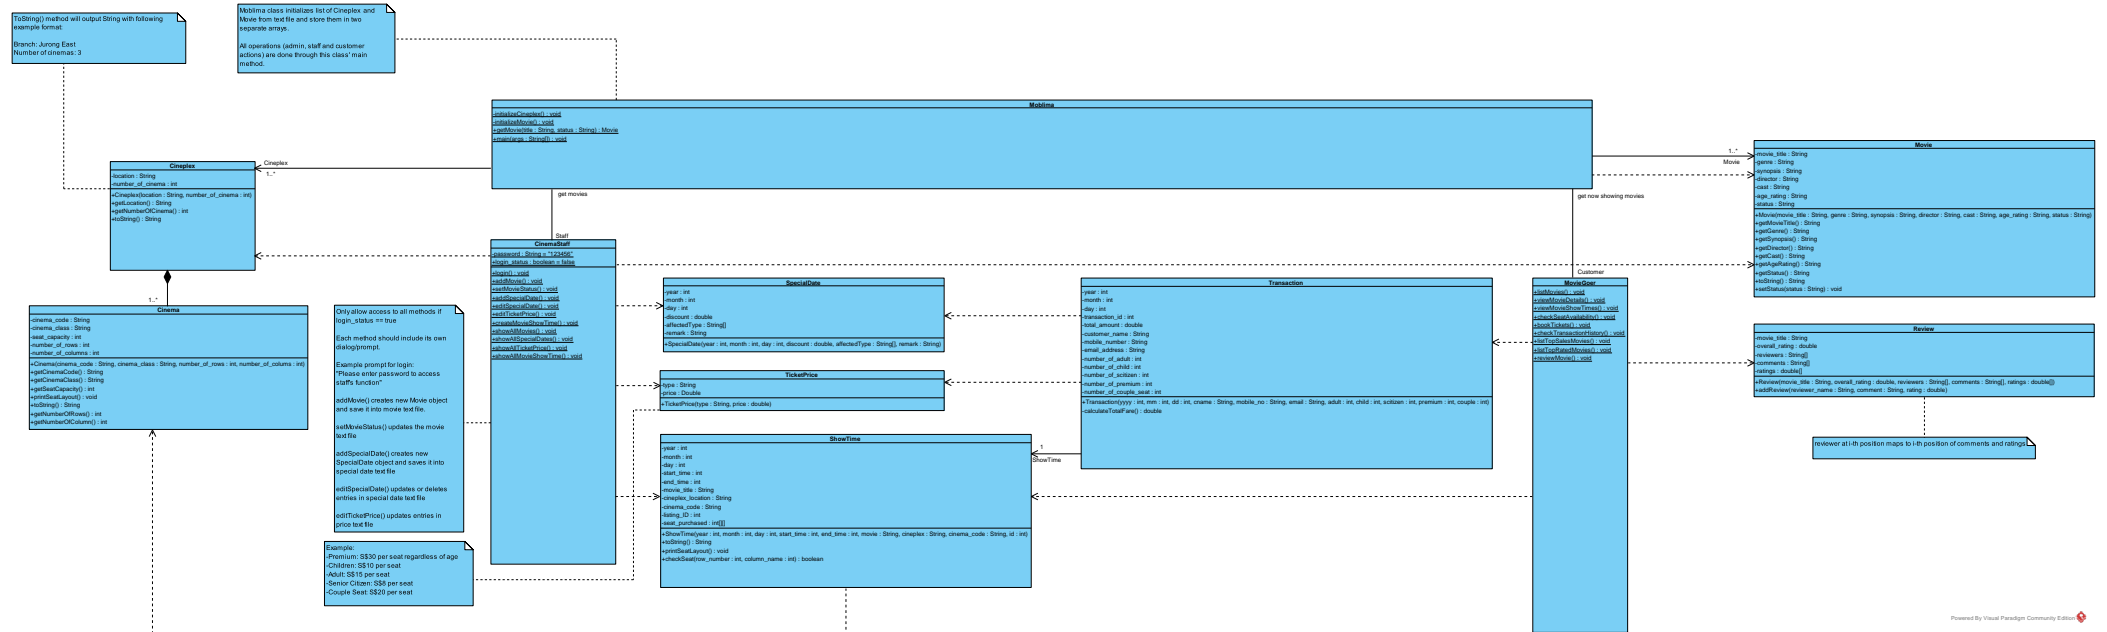 ToString() method will output String with following
example format:
Branch: Jurong East
Number of cinemas: 3
Moblima class initializes list of Cineplex and
Movie from text file and store them in two
separate arrays.
All operations (admin, staff and customer
actions) are done through this class' main
method.
Moblima
-initializeCineplex() : void
-initializeMovie() : void
+getMovie(title : String, status : String) : Movie
+main(args : String[]) : void
Cineplex
1..*
1..*
Movie
get movies
Staff
get now showing movies
Customer
Cineplex
-location : String
-number_of_cinema : int
+Cineplex(location : String, number_of_cinema : int)
+getLocation() : String
+getNumberOfCinema() : int
+toString() : String
1..*
Cinema
-cinema_code : String
-cinema_class : String
-seat_capacity : int
-number_of_rows : int
-number_of_columns : int
+Cinema(cinema_code : String, cinema_class : String, number_of_rows : int, number_of_colums : int)
+getCinemaCode() : String
+getCinemaClass() : String
+getSeatCapacity() : int
+printSeatLayout() : void
+toString() : String
+getNumberOfRows() : int
+getNumberOfColumn() : int
Only allow access to all methods if
login_status == true
Each method should include its own
dialog/prompt.
Example prompt for login:
"Please enter password to access
staff's function"
addMovie() creates new Movie object
and save it into movie text file.
setMovieStatus() updates the movie
text file
addSpecialDate() creates new
SpecialDate object and saves it into
special date text file
editSpecialDate() updates or deletes
entries in special date text file
editTicketPrice() updates entries in
price text file
Example:
-Premium: S$30 per seat regardless of age
-Children: S$10 per seat
-Adult: S$15 per seat
-Senior Citizen: S$8 per seat
-Couple Seat: S$20 per seat
CinemaStaff
-password : String = "123456"
+login_status : boolean = false
+login() : void
+addMovie() : void
+setMovieStatus() : void
+addSpecialDate() : void
+editSpecialDate() : void
+editTicketPrice() : void
+createMovieShowTime() : void
+showAllMovies() : void
+showAllSpecialDates() : void
+showAllTicketPrice() : void
+showAllMovieShowTime() : void
SpecialDate
-year : int
-month : int
-day : int
-discount : double
-affectedType : String[]
-remark : String
+SpecialDate(year : int, month : int, day : int, discount : double, affectedType : String[], remark : String)
TicketPrice
-type : String
-price : Double
+TicketPrice(type : String, price : double)
ShowTime
-year : int
-month : int
-day : int
-start_time : int
-end_time : int
-movie_title : String
-cineplex_location : String
-cinema_code : String
-listing_ID : int
-seat_purchased : int[][]
+ShowTime(year : int, month : int, day : int, start_time : int, end_time : int, movie : String, cineplex : String, cinema_code : String, id : int)
+toString() : String
+printSeatLayout() : void
+checkSeat(row_number : int, column_name : int) : boolean
1
ShowTime
Transaction
-year : int
-month : int
-day : int
-transaction_id : int
-total_amount : double
-customer_name : String
-mobile_number : String
-email_address : String
-number_of_adult : int
-number_of_child : int
-number_of_scitizen : int
-number_of_premium : int
-number_of_couple_seat : int
+Transaction(yyyy : int, mm : int, dd : int, cname : String, mobile_no : String, email : String, adult : int, child : int, scitizen : int, premium : int, couple : int)
-calculateTotalFare() : double
MovieGoer
+listMovies() : void
+viewMovieDetails() : void
+viewMovieShowTimes() : void
+checkSeatAvailability() : void
+bookTickets() : void
+checkTransactionHistory() : void
+listTopSalesMovies() : void
+listTopRatedMovies() : void
+reviewMovie() : void
Movie
-movie_title : String
-genre : String
-synopsis : String
-director : String
-cast : String
-age_rating : String
-status : String
+Movie(movie_title : String, genre : String, synopsis : String, director : String, cast : String, age_rating : String, status : String)
+getMovieTitle() : String
+getGenre() : String
+getSynopsis() : String
+getDirector() : String
+getCast() : String
+getAgeRating() : String
+getStatus() : String
+toString() : String
+setStatus(status : String) : void
Review
-movie_title : String
-overall_rating : double
-reviewers : String[]
-comments : String[]
-ratings : double[]
+Review(movie_title : String, overall_rating : double, reviewers : String[], comments : String[], ratings : double[])
+addReview(reviewer_name : String, comment : String, rating : double)
reviewer at i-th position maps to i-th position of comments and ratings
Powered By Visual Paradigm Community Edition